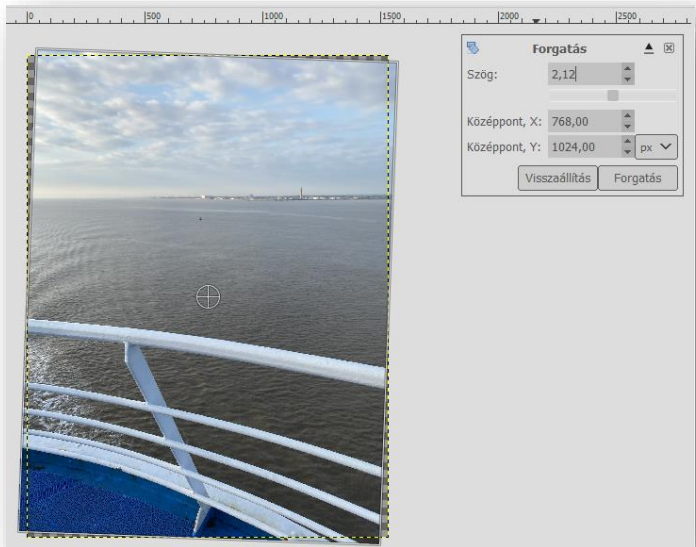 0
500
1000
1500
2000
2500
Forgatás
Szög:
2,12
Középpont, X: 768,00
Középpont, Y: 1024,00
px
Visszaállítás
Forgatás